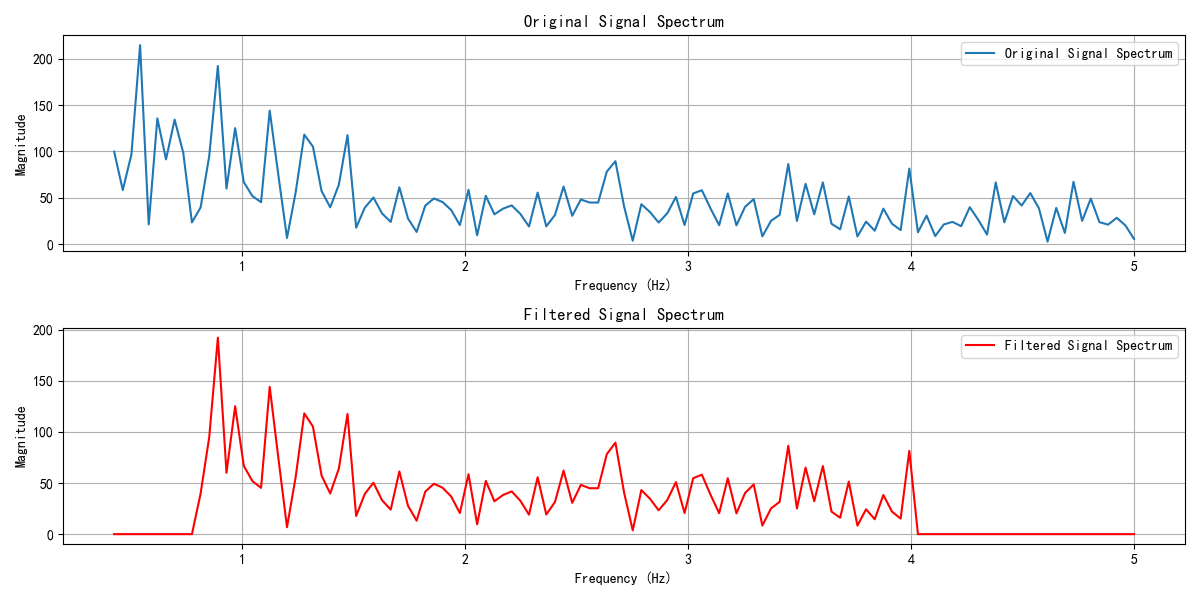 Original Signal Spectrum
Original Signal Spectrum
200
150
100
50
0
Magnitude
1 2 3 4 5
Frequency (Hz)
Filtered Signal Spectrum
Filtered Signal Spectrum
200
150
100
50
0
Magnitude
1 2 3 4 5
Frequency (Hz)